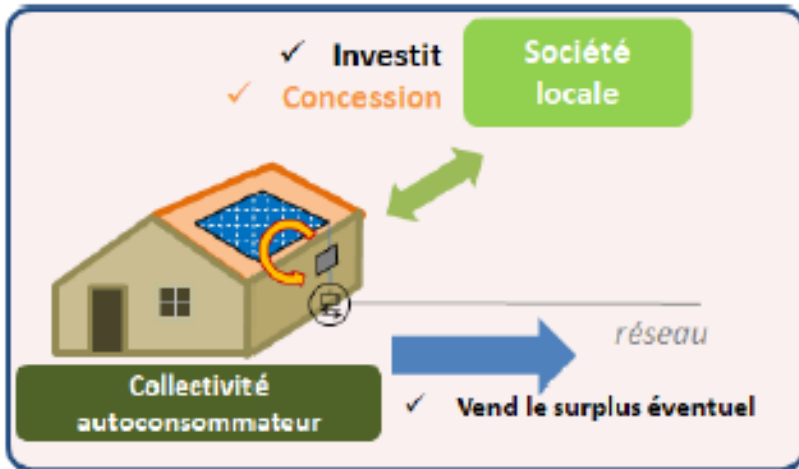 ✓ Investit
✓ Concession
Société
locale
réseau
Collectivité
autoconsommateur
✓ Vend le surplus éventuel